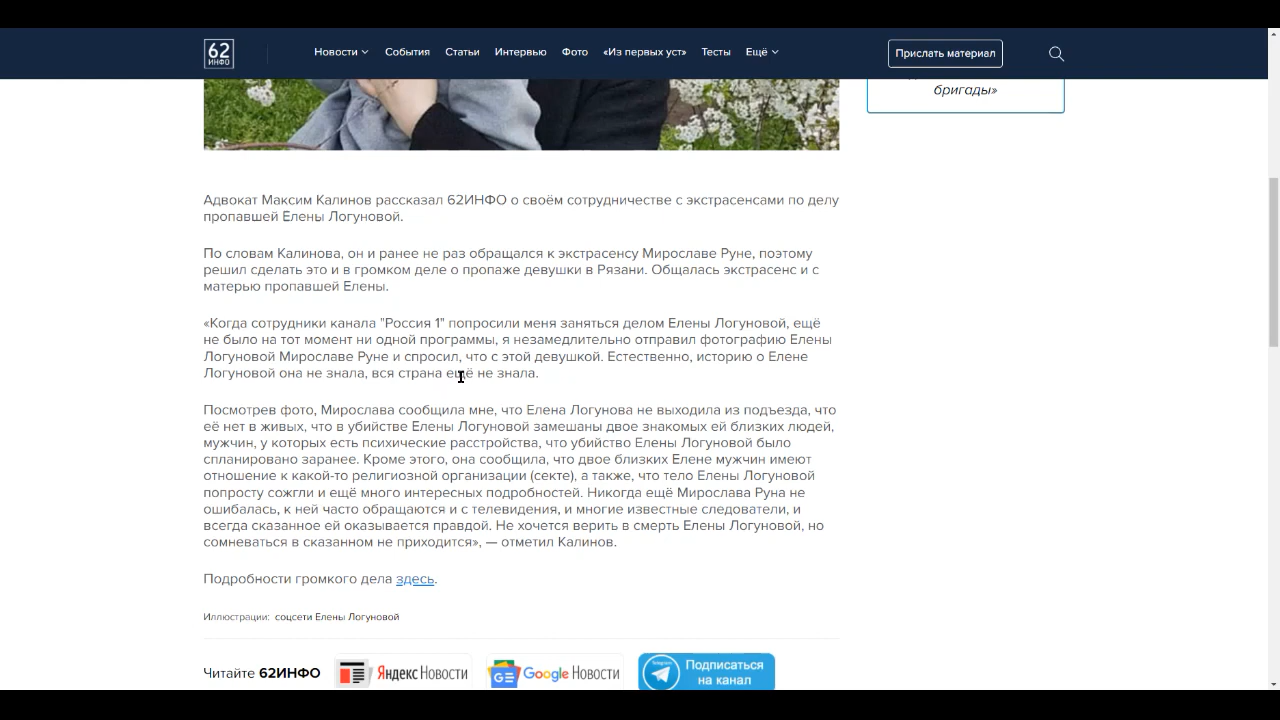 62
ИНФО
Новости
События
Статьи
Интервью
Фото
«Из первых уст»
Тесты
Ещё
Прислать материал
бригады»
Адвокат Максим Калинов рассказал 62ИНФО о своём сотрудничестве с экстрасенсами по делу
пропавшей Елены Логуновой.
По словам Калинова, он и ранее не раз обращался к экстрасенсу Мирославе Руне, поэтому
решил сделать это и в громком деле о пропаже девушки в Рязани. Общалась экстрасенс и с
матерью пропавшей Елены.
«Когда сотрудники канала "Россия 1" попросили меня заняться делом Елены Логуновой, ещё
не было на тот момент ни одной программы, я незамедлительно отправил фотографию Елены
Логуновой Мирославе Руне и спросил, что с этой девушкой. Естественно, историю о Елене
Логуновой она не знала, вся страна ещё не знала.
Посмотрев фото, Мирослава сообщила мне, что Елена Логунова не выходила из подъезда, что
её нет в живых, что в убийстве Елены Логуновой замешаны двое знакомых ей близких людей,
мужчин, у которых есть психические расстройства, что убийство Елены Логуновой было
спланировано заранее. Кроме этого, она сообщила, что двое близких Елене мужчин имеют
отношение к какой-то религиозной организации (секте), а также, что тело Елены Логуновой
попросту сожгли и ещё много интересных подробностей. Никогда ещё Мирослава Руна не
ошибалась, к ней часто обращаются и с телевидения, и многие известные следователи, и
всегда сказанное ей оказывается правдой. Не хочется верить в смерть Елены Логуновой, но
сомневаться в сказанном не приходится», — отметил Калинов.
Подробности громкого дела здесь.
Иллюстрации: соцсети Елены Логуновой
Читайте 62ИНФО
Яндекс Новости
GE Google Новости
Telegram
Подписаться
на канал